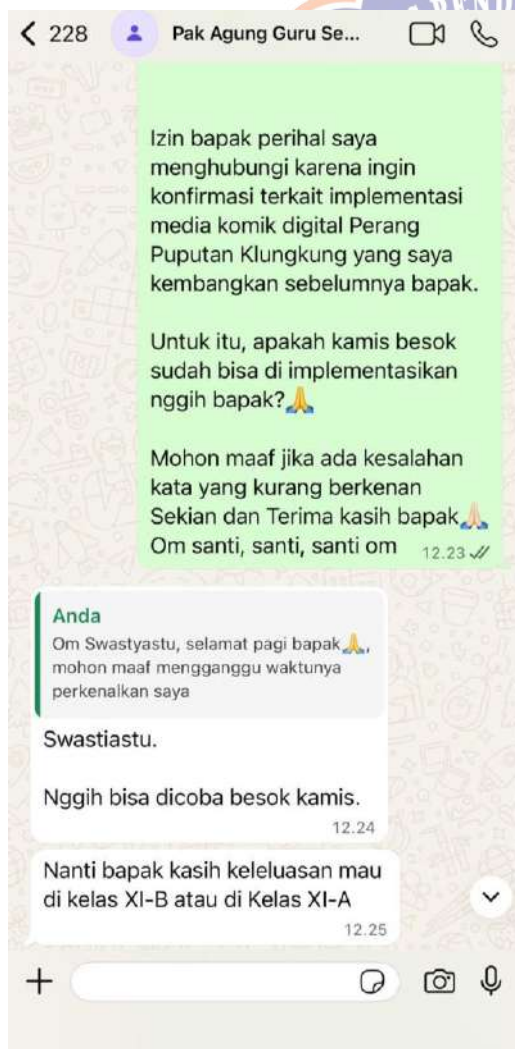 228
Pak Agung Guru Se...
Izin bapak perihal saya
menghubungi karena ingin
konfirmasi terkait implementasi
media komik digital Perang
Puputan Klungkung yang saya
kembangkan sebelumnya bapak.
Untuk itu, apakah kamis besok
sudah bisa di implementasikan
nggih bapak?🙏
Mohon maaf jika ada kesalahan
kata yang kurang berkenan
Sekian dan Terima kasih bapak🙏🏻
Om santi, santi, santi om 12.23
Anda
Om Swastyastu, selamat pagi bapak🙏,
mohon maaf mengganggu waktunya
perkenalkan saya
Swastiastu.
Nggih bisa dicoba besok kamis.
12.24
Nanti bapak kasih keleluasan mau
di kelas XI-B atau di Kelas XI-A
12.25